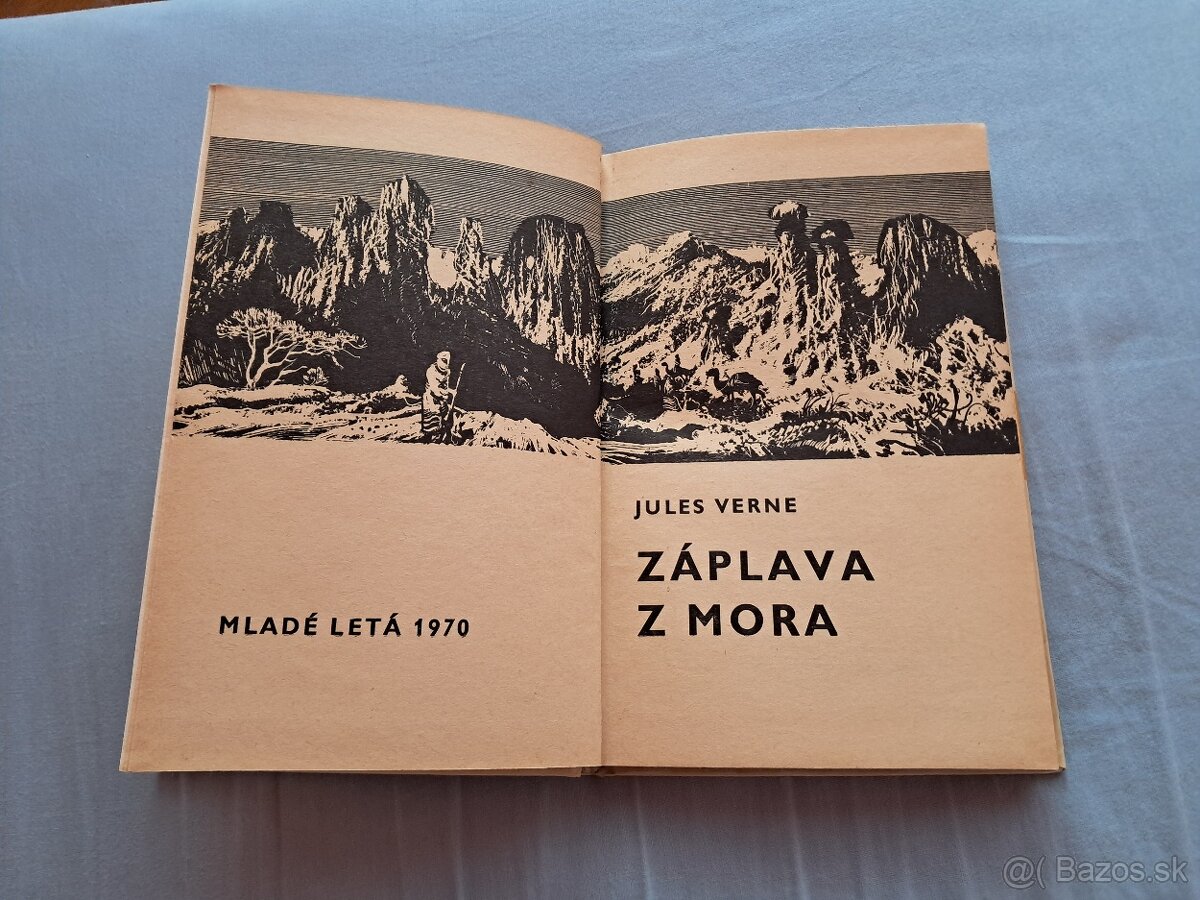 MLADÉ LETÁ 1970
JULES VERNE
ZÁPLAVA
Z MORA
@( Bazos.sk